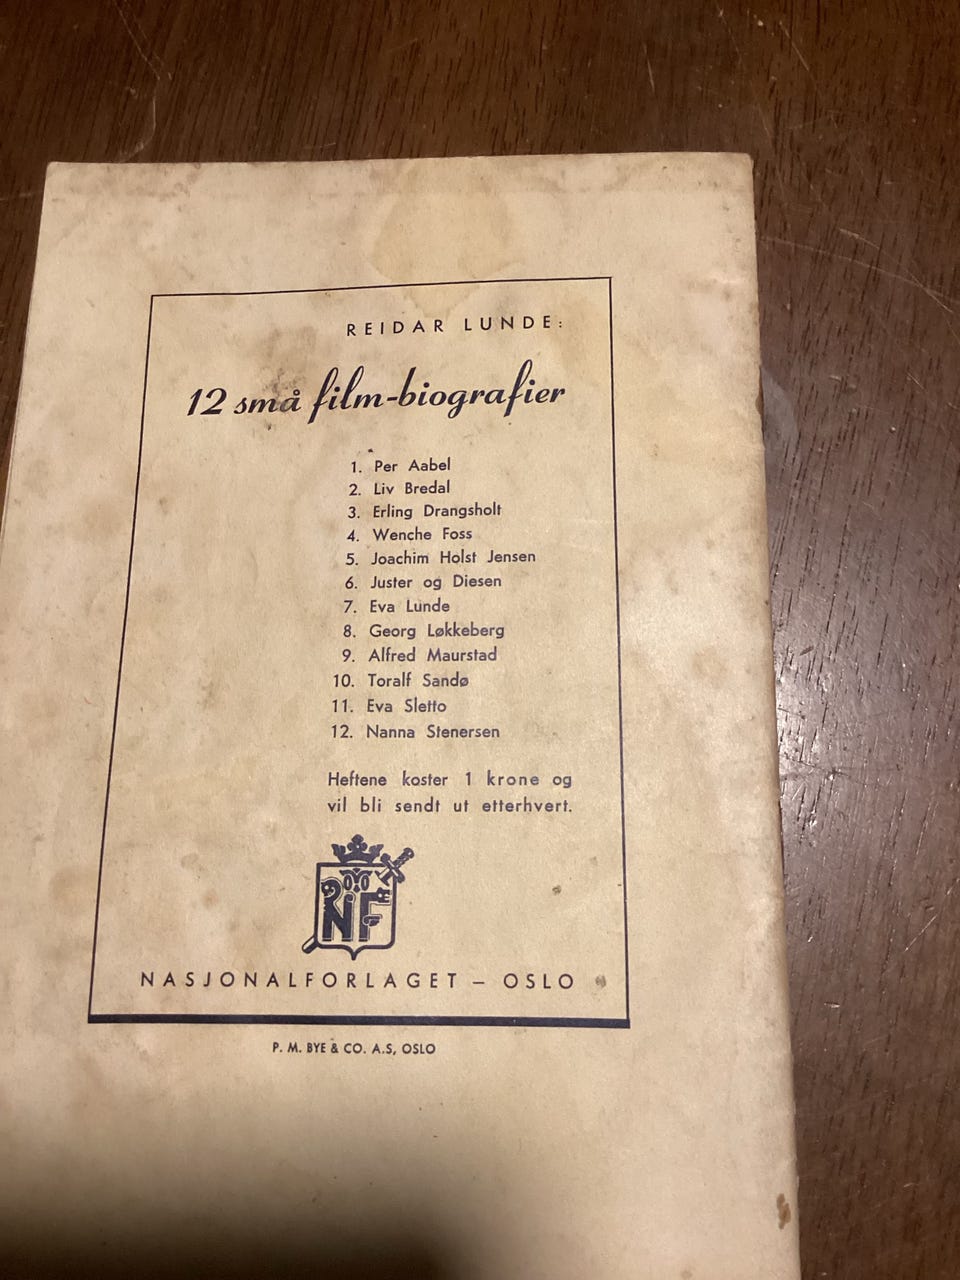 REIDAR LUNDE:
12 små film-biografier
1. Per Aabel
2. Liv Bredal
3. Erling Drangsholt
4. Wenche Foss
5. Joachim Holst Jensen
6. Juster og Diesen
7. Eva Lunde
8. Georg Løkkeberg
9. Alfred Maurstad
10. Toralf Sandø
11. Eva Sletto
12. Nanna Stenersen
Heftene koster 1 krone og
vil bli sendt ut etterhvert.
NF
NASJONALFORLAGET – OSLO
P. M. BYE & CO. A.S, OSLO